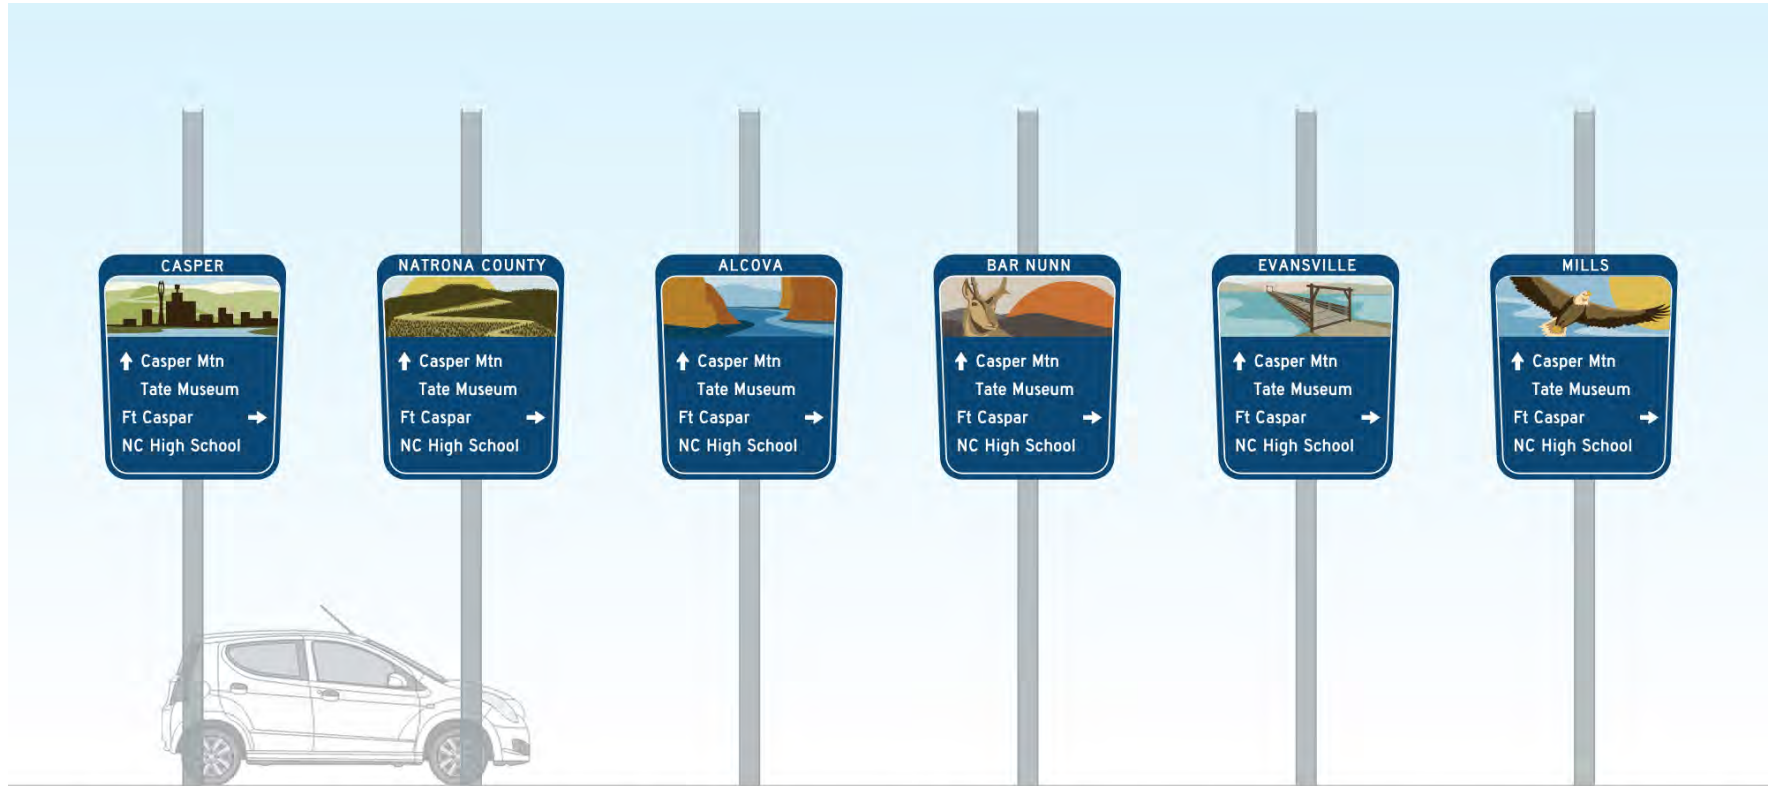 CASPER
↑ Casper Mtn
Tate Museum
Ft Caspar →
NC High School
NATRONA COUNTY
↑ Casper Mtn
Tate Museum
Ft Caspar →
NC High School
ALCOVA
↑ Casper Mtn
Tate Museum
Ft Caspar →
NC High School
BAR NUNN
↑ Casper Mtn
Tate Museum
Ft Caspar →
NC High School
EVANSVILLE
↑ Casper Mtn
Tate Museum
Ft Caspar →
NC High School
MILLS
↑ Casper Mtn
Tate Museum
Ft Caspar →
NC High School